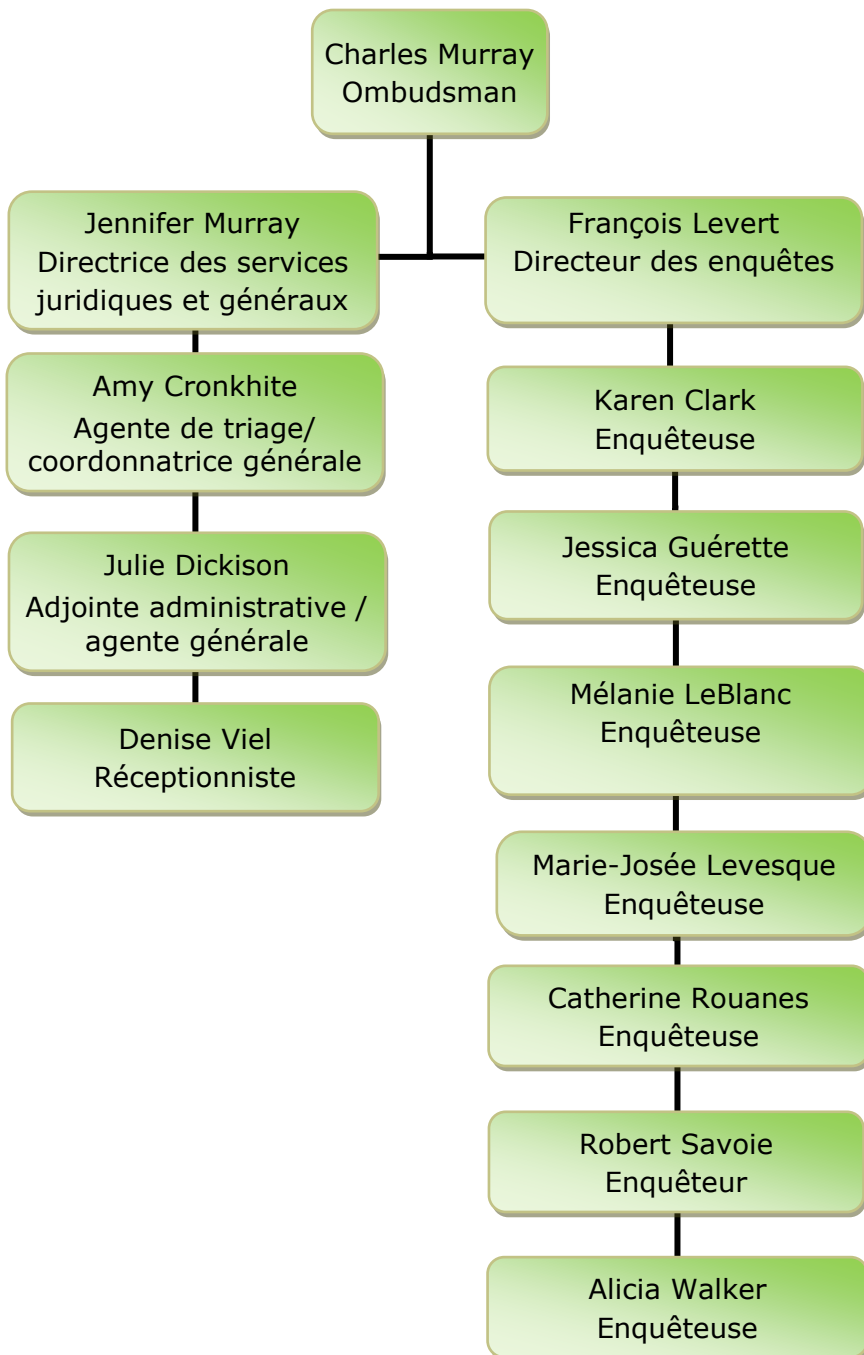 Charles Murray
Ombudsman
Jennifer Murray
Directrice des services
juridiques et généraux
Amy Cronkhite
Agente de triage/
coordonnatrice générale
Julie Dickison
Adjointe administrative /
agente générale
Denise Viel
Réceptionniste
François Levert
Directeur des enquêtes
Karen Clark
Enquêteuse
Jessica Guérette
Enquêteuse
Mélanie LeBlanc
Enquêteuse
Marie-Josée Levesque
Enquêteuse
Catherine Rouanes
Enquêteuse
Robert Savoie
Enquêteur
Alicia Walker
Enquêteuse